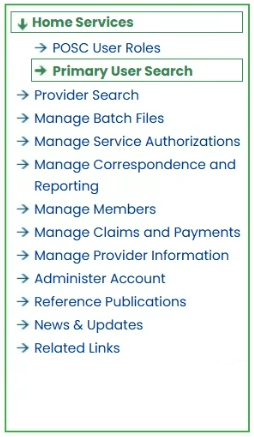 Home Services
POSC User Roles
Primary User Search
Provider Search
Manage Batch Files
Manage Service Authorizations
Manage Correspondence and
Reporting
Manage Members
Manage Claims and Payments
Manage Provider Information
Administer Account
Reference Publications
News & Updates
Related Links